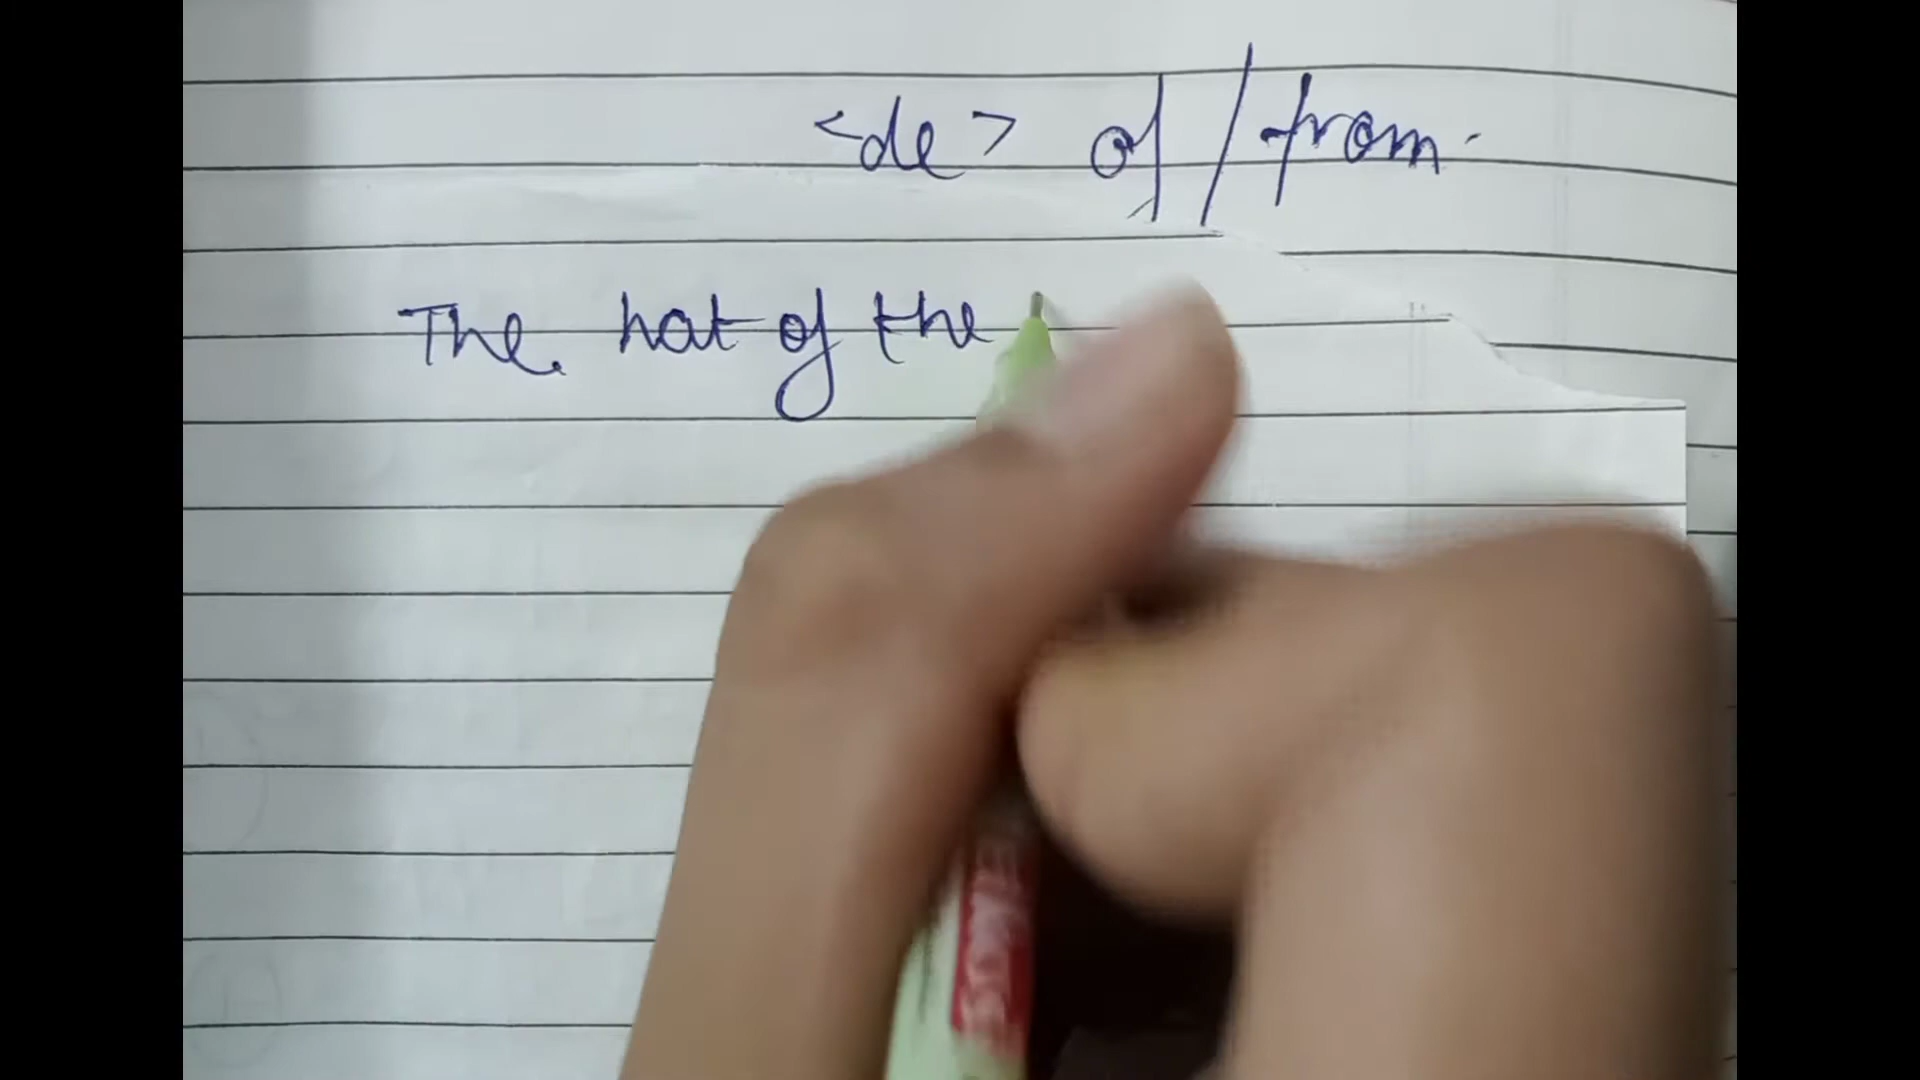 <de> of / from.
The hat of the